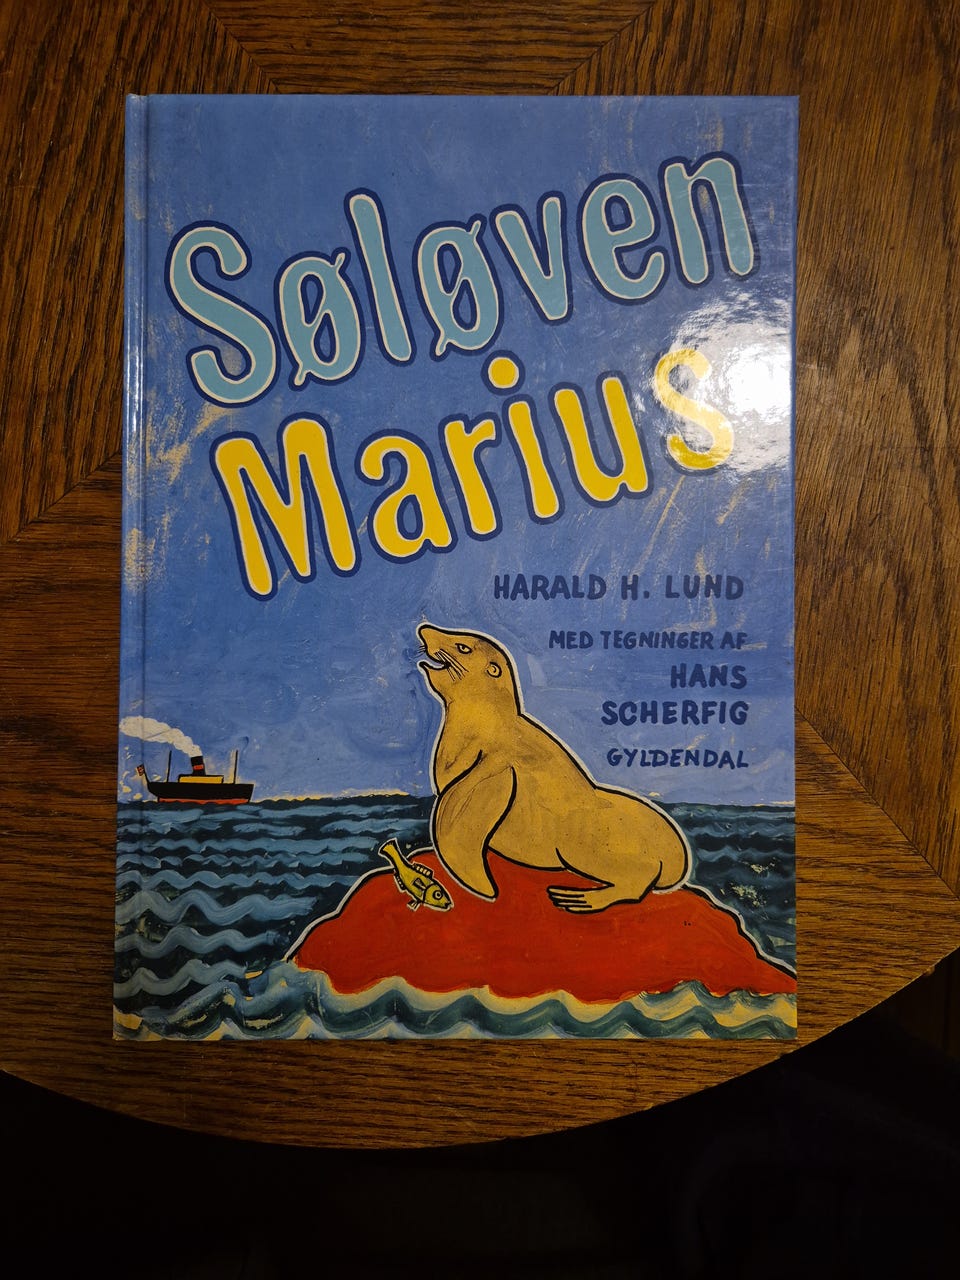 Søløven
Marius
HARALD H. LUND
MED TEGNINGER AF
HANS
SCHERFIG
GYLDENDAL